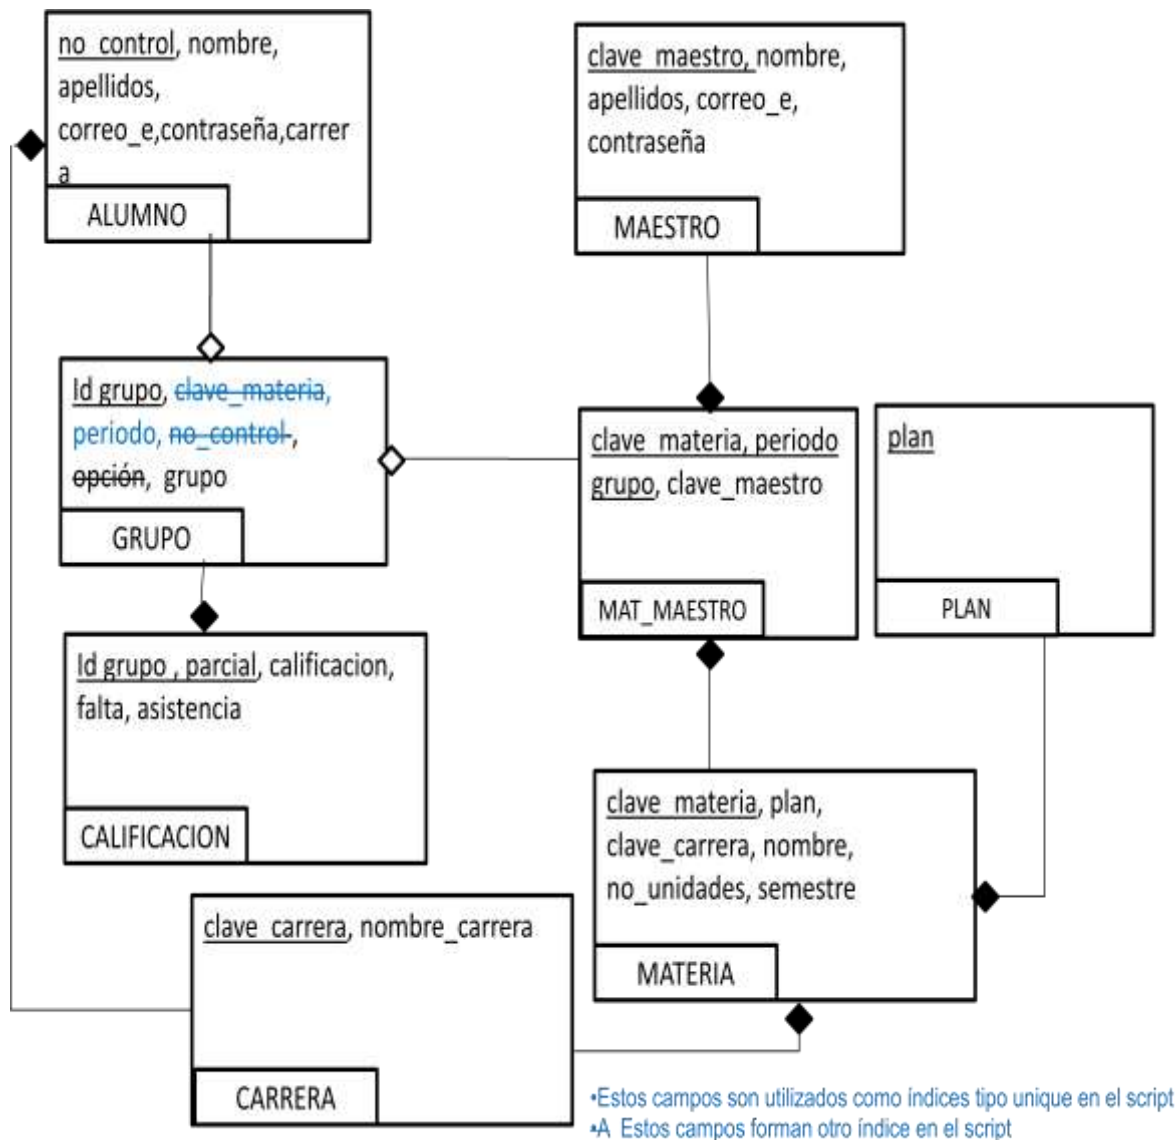 no_control, nombre,
apellidos,
correo_e,contraseña,carrer
a
ALUMNO
clave_maestro, nombre,
apellidos, correo_e,
contraseña
MAESTRO
Id grupo, clave_materia,
periodo, no_control ,
opción, grupo
GRUPO
clave_materia, periodo
grupo, clave_maestro
MAT_MAESTRO
plan
PLAN
Id grupo , parcial, calificacion,
falta, asistencia
CALIFICACION
clave_materia, plan,
clave_carrera, nombre,
no_unidades, semestre
MATERIA
clave_carrera, nombre_carrera
CARRERA
•Estos campos son utilizados como índices tipo unique en el script
•A Estos campos forman otro índice en el script